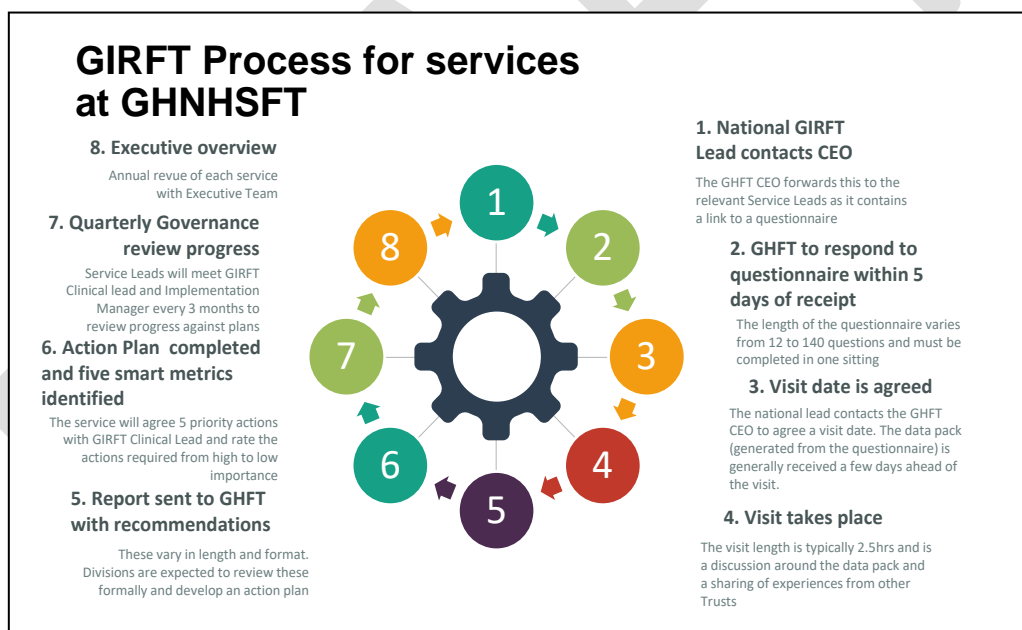 GIRFT Process for services
at GHNHSFT
1. National GIRFT
Lead contacts CEO
The GHFT CEO forwards this to the
relevant Service Leads as it contains
a link to a questionnaire
2. GHFT to respond to
questionnaire within 5
days of receipt
The length of the questionnaire varies
from 12 to 140 questions and must be
completed in one sitting
3. Visit date is agreed
The national lead contacts the GHFT
CEO to agree a visit date. The data pack
(generated from the questionnaire) is
generally received a few days ahead of
the visit.
4. Visit takes place
The visit length is typically 2.5hrs and is
a discussion around the data pack and
a sharing of experiences from other
Trusts
5. Report sent to GHFT
with recommendations
These vary in length and format.
Divisions are expected to review these
formally and develop an action plan
6. Action Plan  completed
and five smart metrics
identified
The service will agree 5 priority actions
with GIRFT Clinical Lead and rate the
actions required from high to low
importance
7. Quarterly Governance
review progress
Service Leads will meet GIRFT
Clinical lead and Implementation
Manager every 3 months to
review progress against plans
8. Executive overview
Annual revue of each service
with Executive Team
1
2
3
4
5
6
7
8